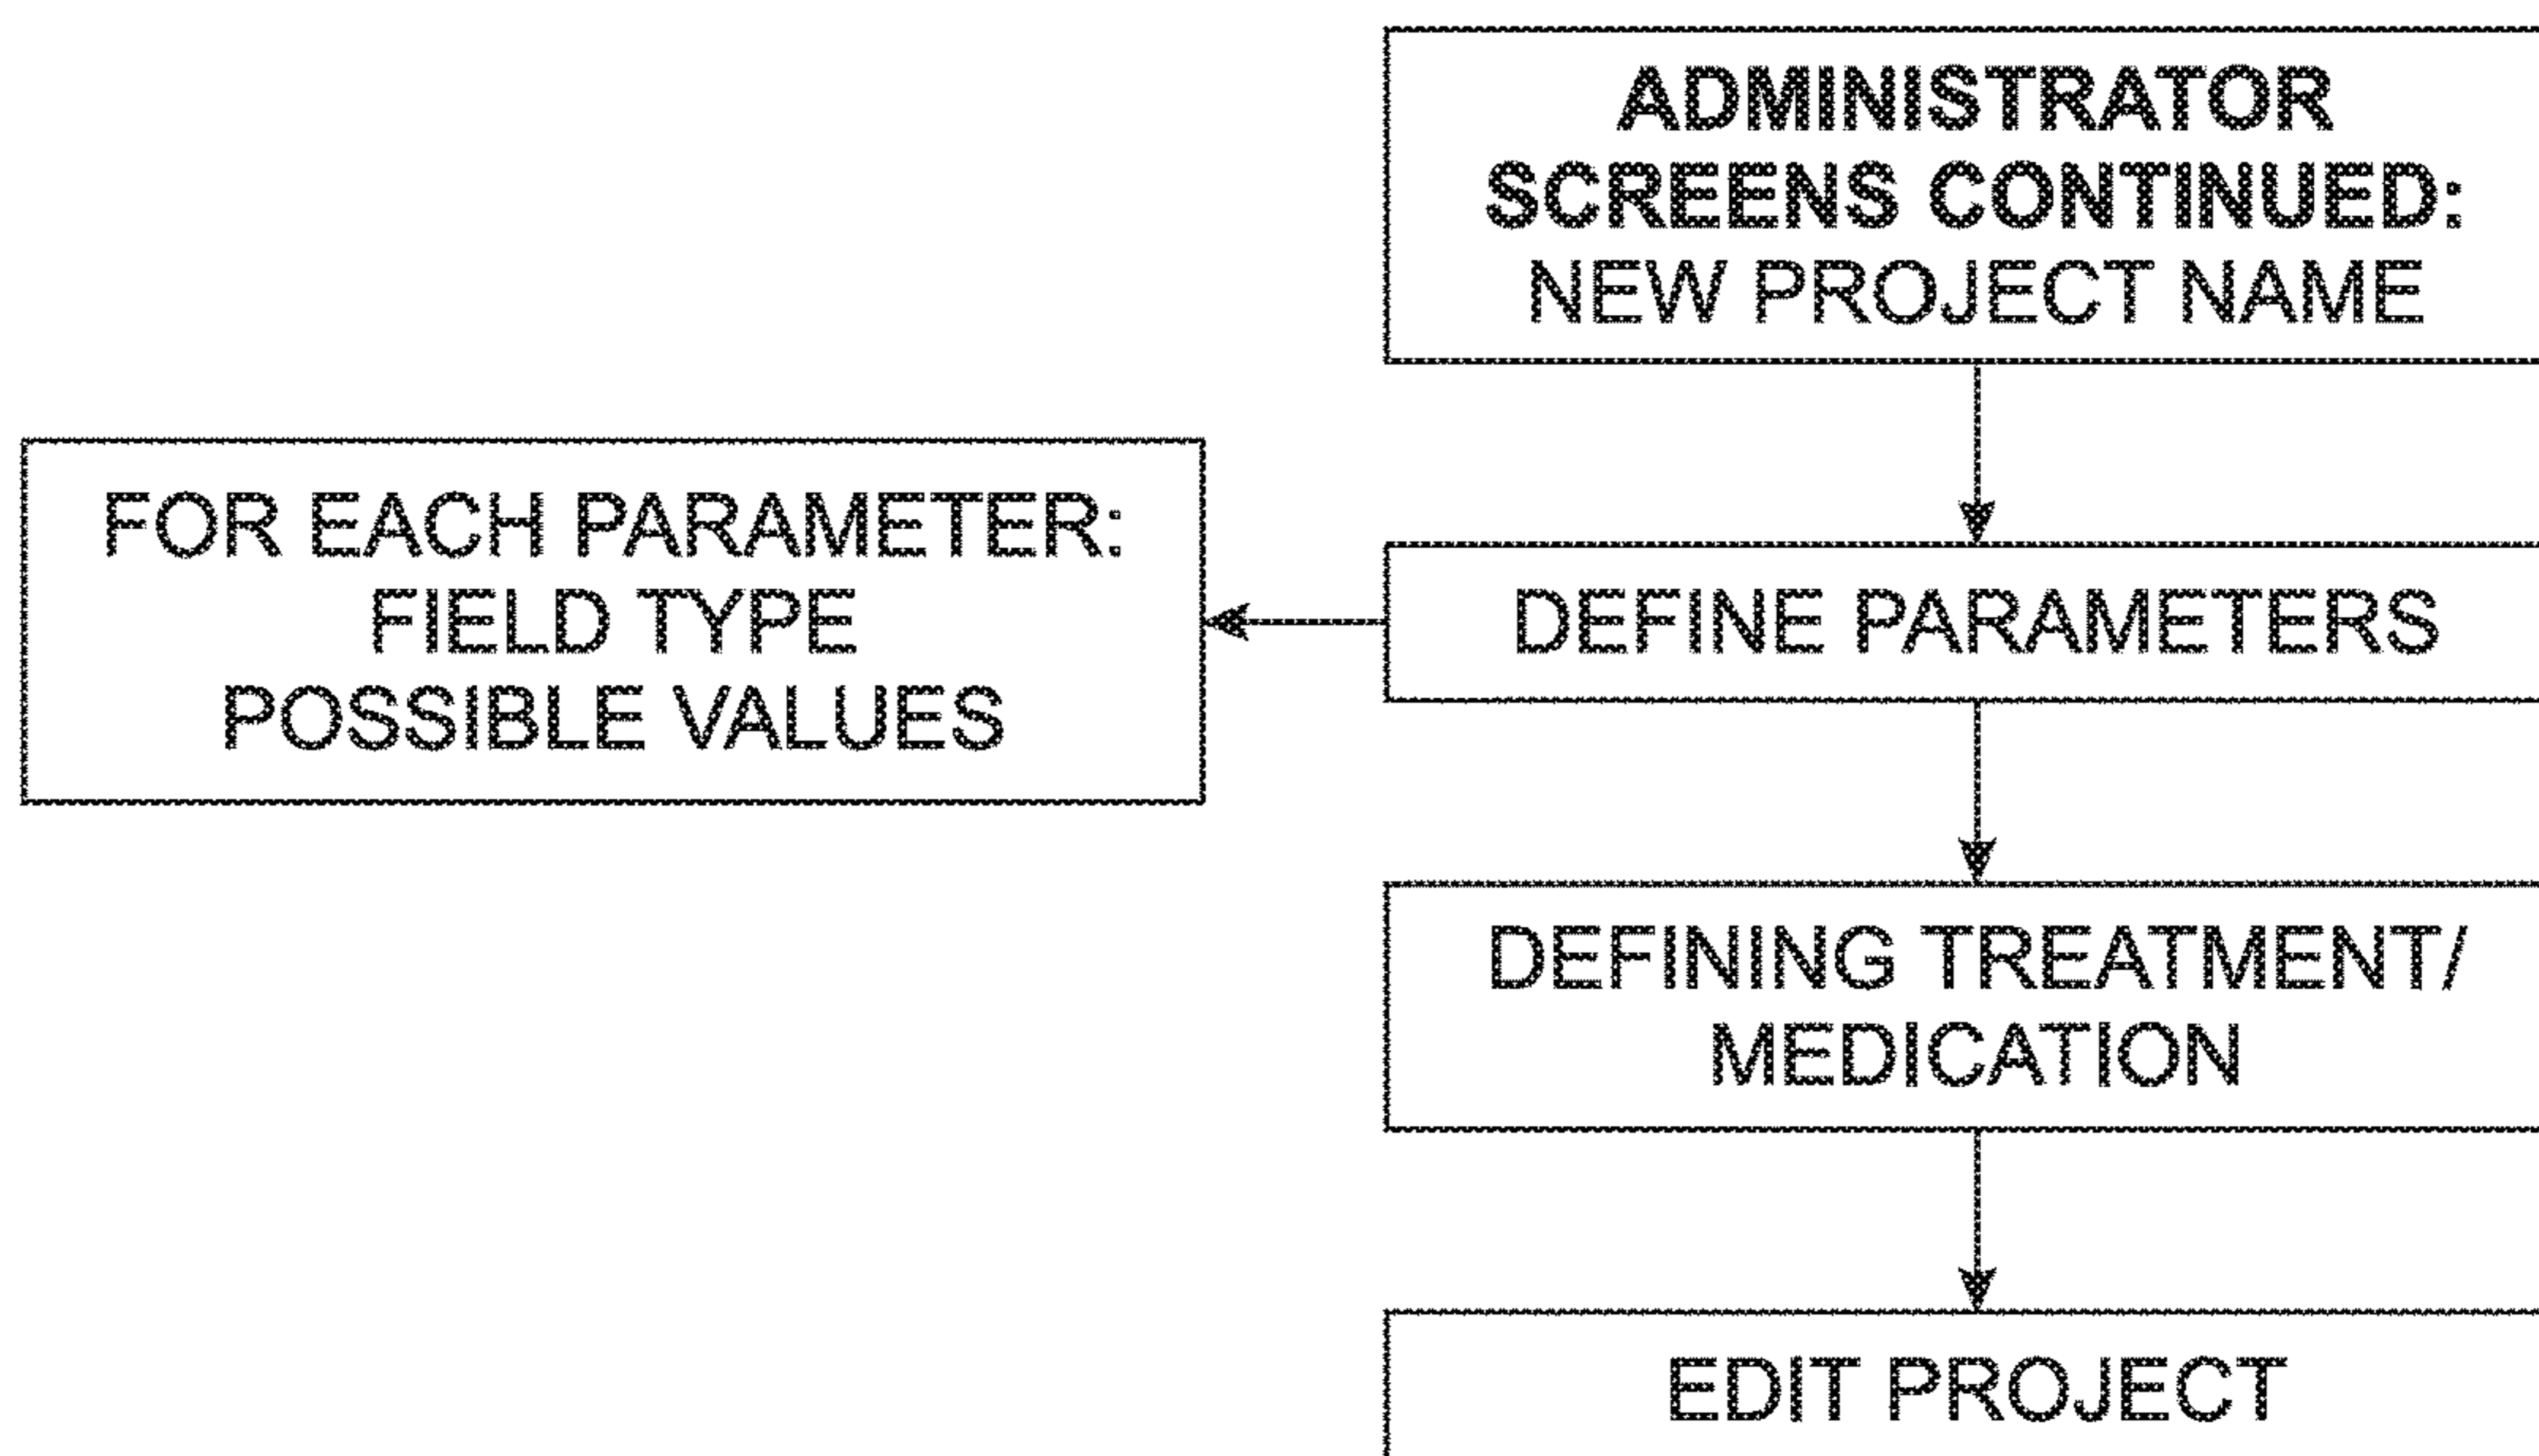 ADMINISTRATOR
SCREENS CONTINUED:
NEW PROJECT NAME
FOR EACH PARAMETER:
FIELD TYPE
POSSIBLE VALUES
DEFINE PARAMETERS
DEFINING TREATMENT/
MEDICATION
EDIT PROJECT